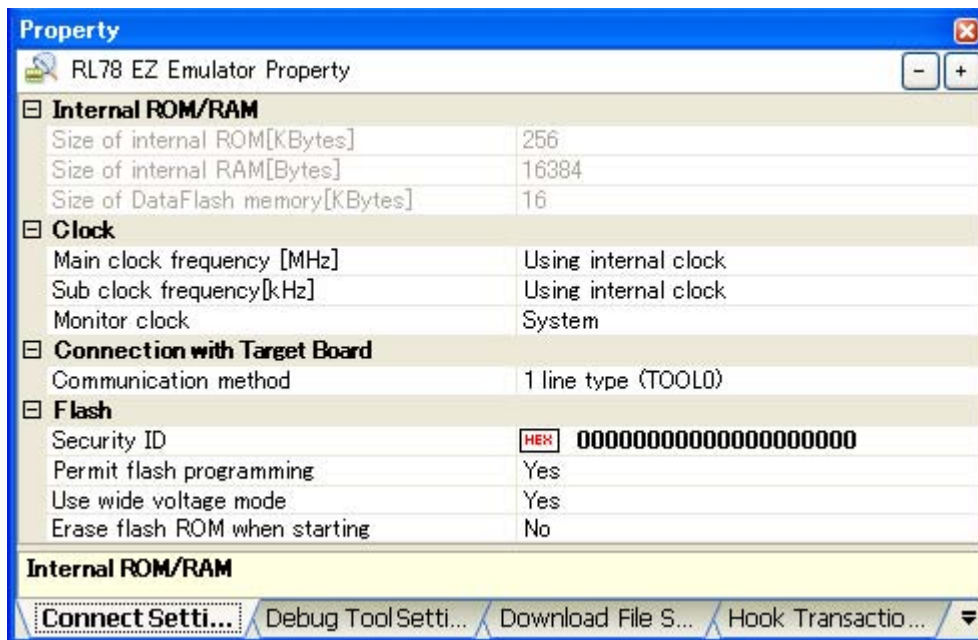 Property
RL78 EZ Emulator Property
Internal ROM/RAM
Size of internal ROM[KBytes] 256
Size of internal RAM[Bytes] 16384
Size of DataFlash memory[KBytes] 16
Clock
Main clock frequency [MHz] Using internal clock
Sub clock frequency[kHz] Using internal clock
Monitor clock System
Connection with Target Board
Communication method 1 line type (TOOL0)
Flash
Security ID HEX 00000000000000000000
Permit flash programming Yes
Use wide voltage mode Yes
Erase flash ROM when starting No
Internal ROM/RAM
Connect Setti... Debug Tool Setti... Download File S... Hook Transactio...